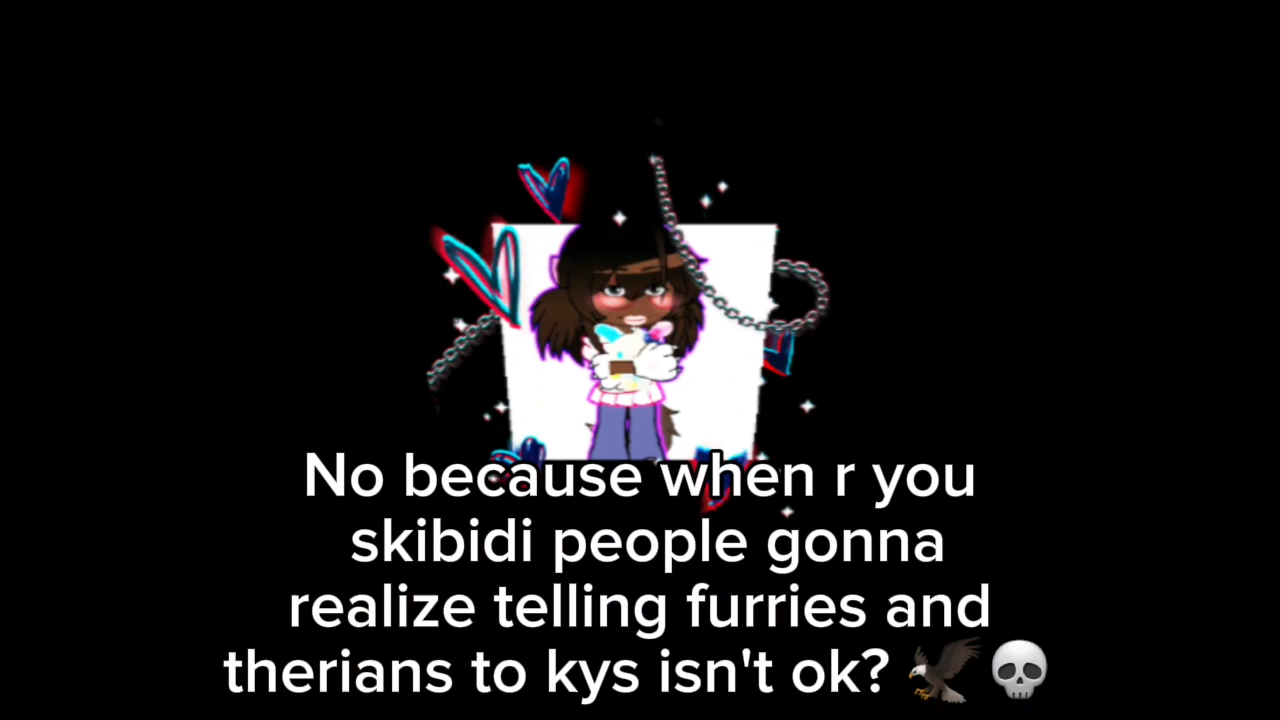 No because when r you
skibidi people gonna
realize telling furries and
therians to kys isn't ok? 🦅💀